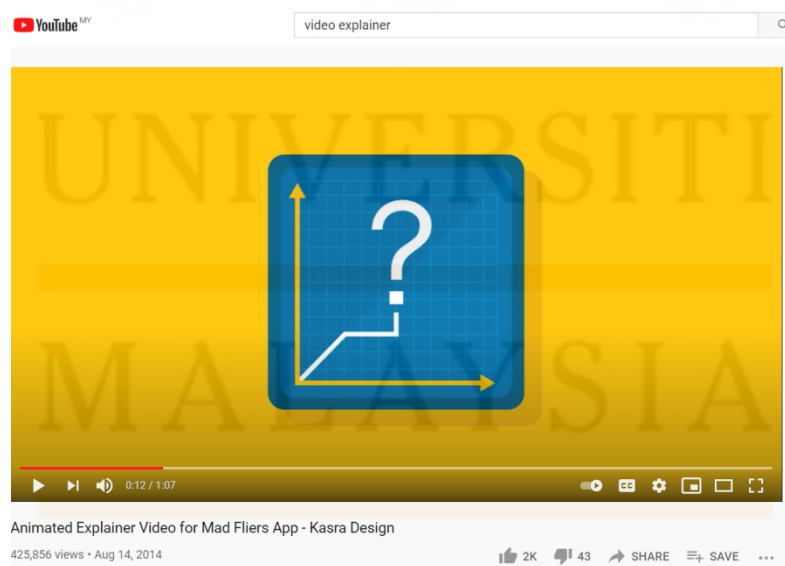 YouTube MY
video explainer
UNIVERSITI
?
MALAYSIA
0:12 / 1:07
CC
Animated Explainer Video for Mad Fliers App - Kasra Design
425,856 views • Aug 14, 2014
2K 43 SHARE SAVE ...